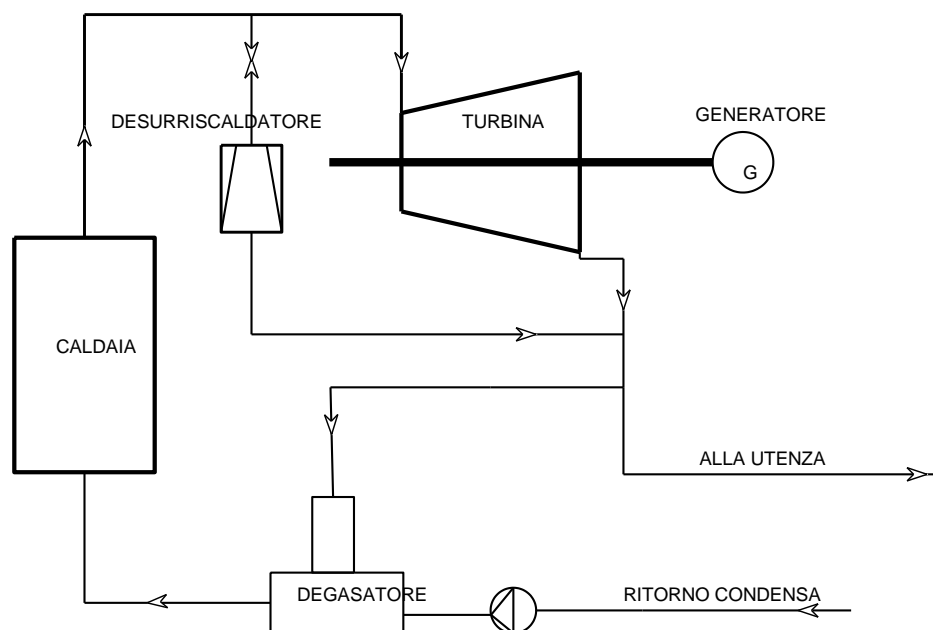 GENERATORE
DESURRISCALDATORE
TURBINA
G
CALDAIA
ALLA UTENZA
DEGASATORE
RITORNO CONDENSA